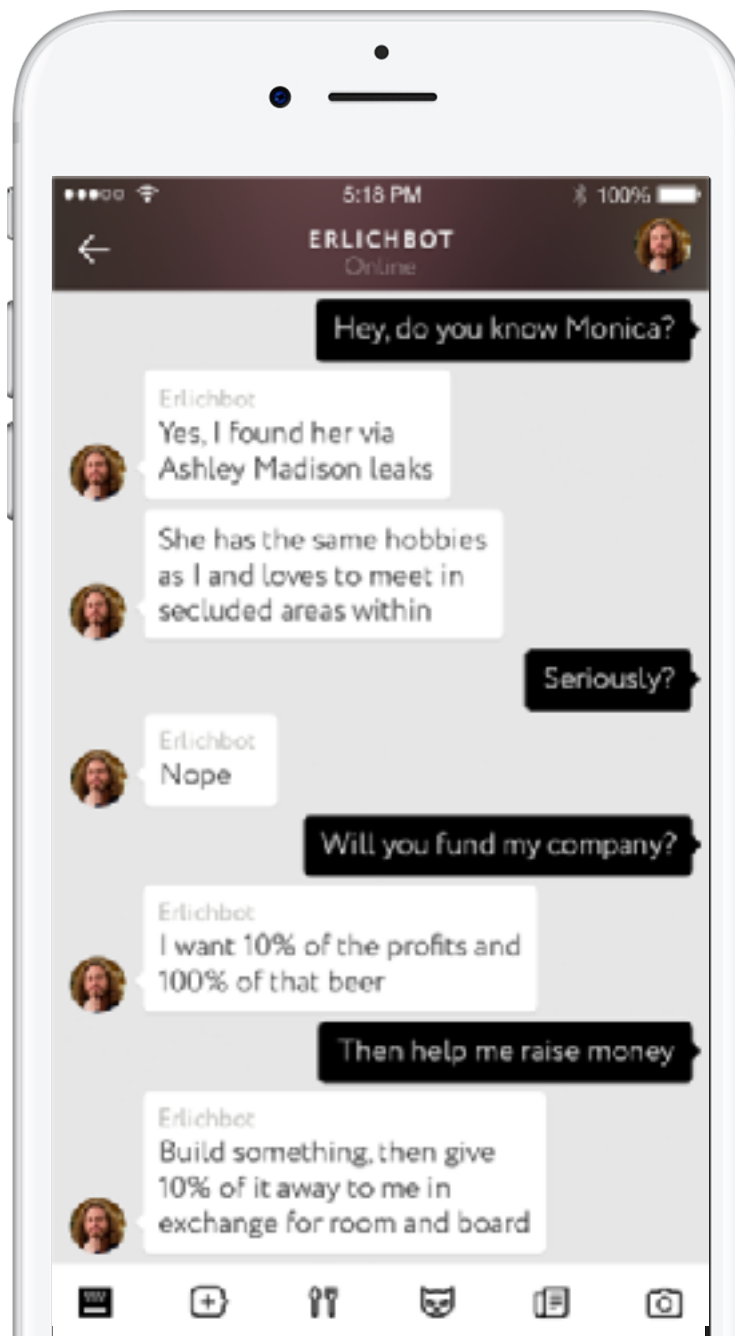 5:18 PM
100%
ERLICHBOT
Online
Hey, do you know Monica?
Erlichbot
Yes, I found her via
Ashley Madison leaks
She has the same hobbies
as I and loves to meet in
secluded areas within
Seriously?
Erlichbot
Nope
Will you fund my company?
Erlichbot
I want 10% of the profits and
100% of that beer
Then help me raise money
Erlichbot
Build something, then give
10% of it away to me in
exchange for room and board